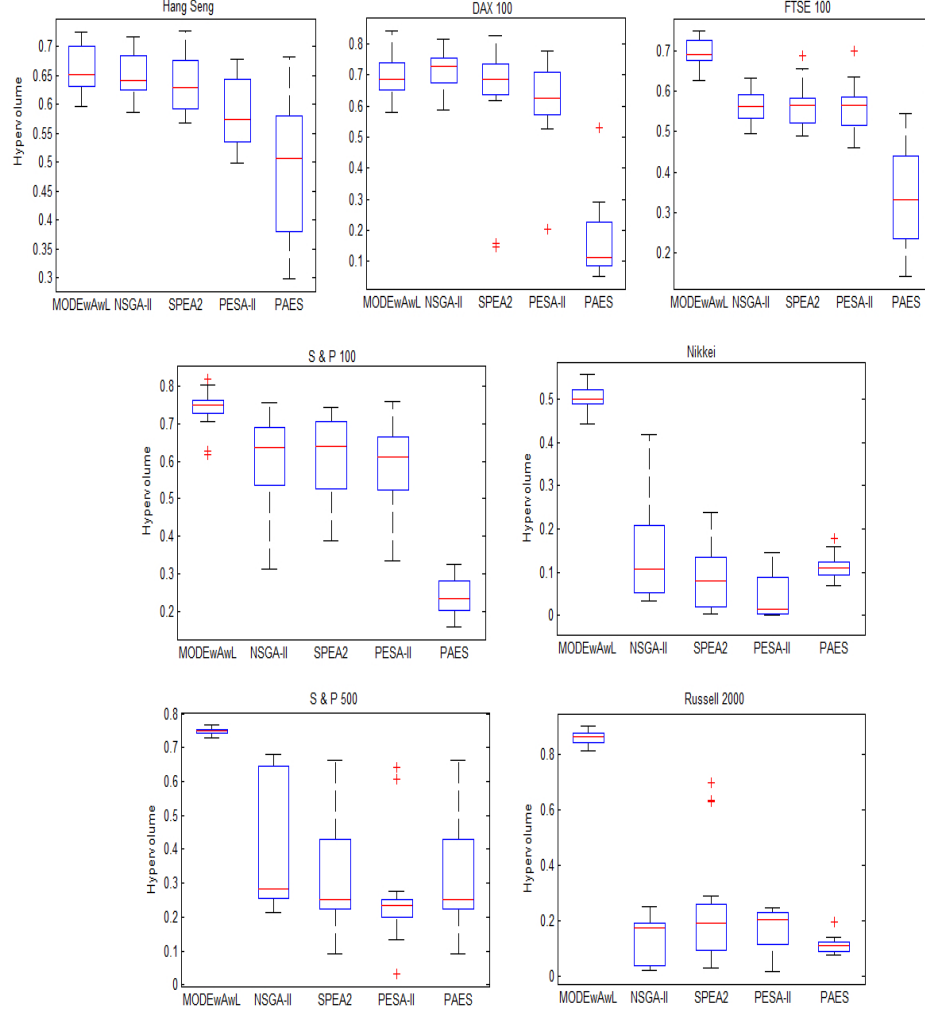 Hang Seng
Hypervolume
0.7
0.65
0.6
0.55
0.5
0.45
0.4
0.35
0.3
MODEwAwL NSGA-II SPEA2 PESA-II PAES
DAX 100
0.8
0.7
0.6
0.5
0.4
0.3
0.2
0.1
MODEwAwL NSGA-II SPEA2 PESA-II PAES
FTSE 100
0.7
0.6
0.5
0.4
0.3
0.2
MODEwAwL NSGA-II SPEA2 PESA-II PAES
S & P 100
Hypervolume
0.8
0.7
0.6
0.5
0.4
0.3
0.2
MODEwAwL NSGA-II SPEA2 PESA-II PAES
Nikkei
Hypervolume
0.5
0.4
0.3
0.2
0.1
0
MODEwAwL NSGA-II SPEA2 PESA-II PAES
S & P 500
Hypervolume
0.8
0.7
0.6
0.5
0.4
0.3
0.2
0.1
0
MODEwAwL NSGA-II SPEA2 PESA-II PAES
Russell 2000
Hypervolume
0.8
0.6
0.4
0.2
0
MODEwAwL NSGA-II SPEA2 PESA-II PAES